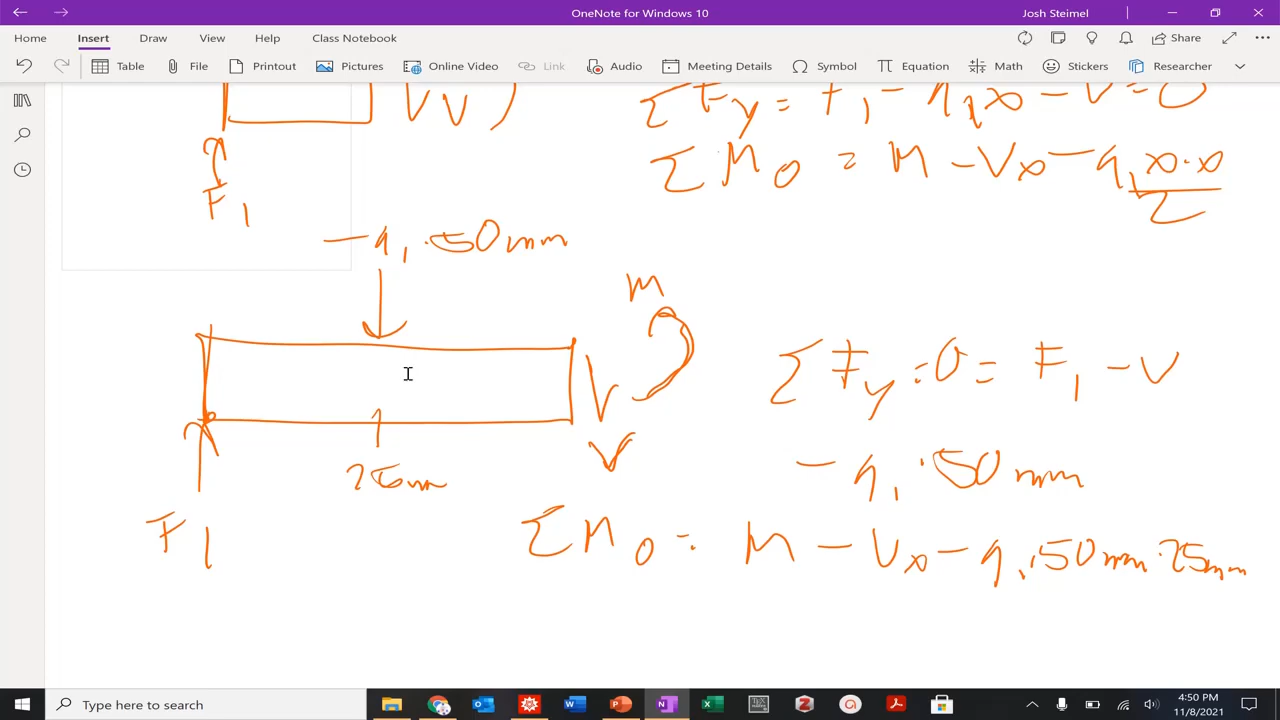 OneNote for Windows 10
Josh Steimel
Home Insert Draw View Help Class Notebook Share
Table File Printout Pictures Online Video Link Audio Meeting Details Symbol Equation Math Stickers Researcher
V V
ΣFy = F1 - q1x - V = 0
ΣMO = M - Vx - q1x·x
2
F1
- q1·50mm
M
V
V
25mm
F1
ΣFy = 0 = F1 - V
- q1·50mm
ΣMO = M - Vx - q1·50mm·25mm
Type here to search
4:50 PM
11/8/2021